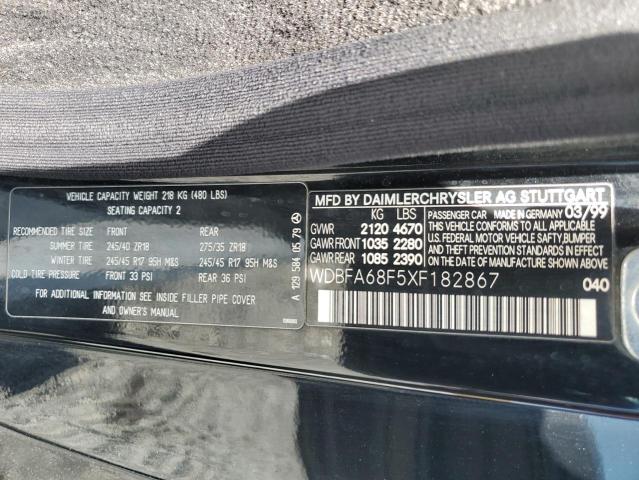 VEHICLE CAPACITY WEIGHT 218 KG (480 LBS)
SEATING CAPACITY 2
RECOMMENDED TIRE FRONT REAR
SUMMER TIRE 245/40 ZR18 275/35 ZR18
WINTER TIRE 245/45 R17 95H M&S 245/45 R17 95H M&S
COLD TIRE PRESSURE FRONT 33 PSI REAR 36 PSI
ADDITIONAL INFORMATION SEE INSIDE FILLER PIPE COVER
AND OWNER'S MANUAL
A 129 584 05 79
MFD BY DAIMLERCHRYSLER AG STUTTGART
KG LBS PASSENGER CAR MADE IN GERMANY 03/99
GVWR 2120 4670
GAWR FRONT 1035 2280
GAWR REAR 1085 2390
THIS VEHICLE CONFORMS TO ALL
APPLICABLE U.S. FEDERAL
MOTOR VEHICLE SAFETY, BUMPER
AND THEFT PREVENTION STANDARDS
IN EFFECT ON THE DATE OF
MANUFACTURE SHOWN ABOVE.
WDBFA68F5XF182867 040